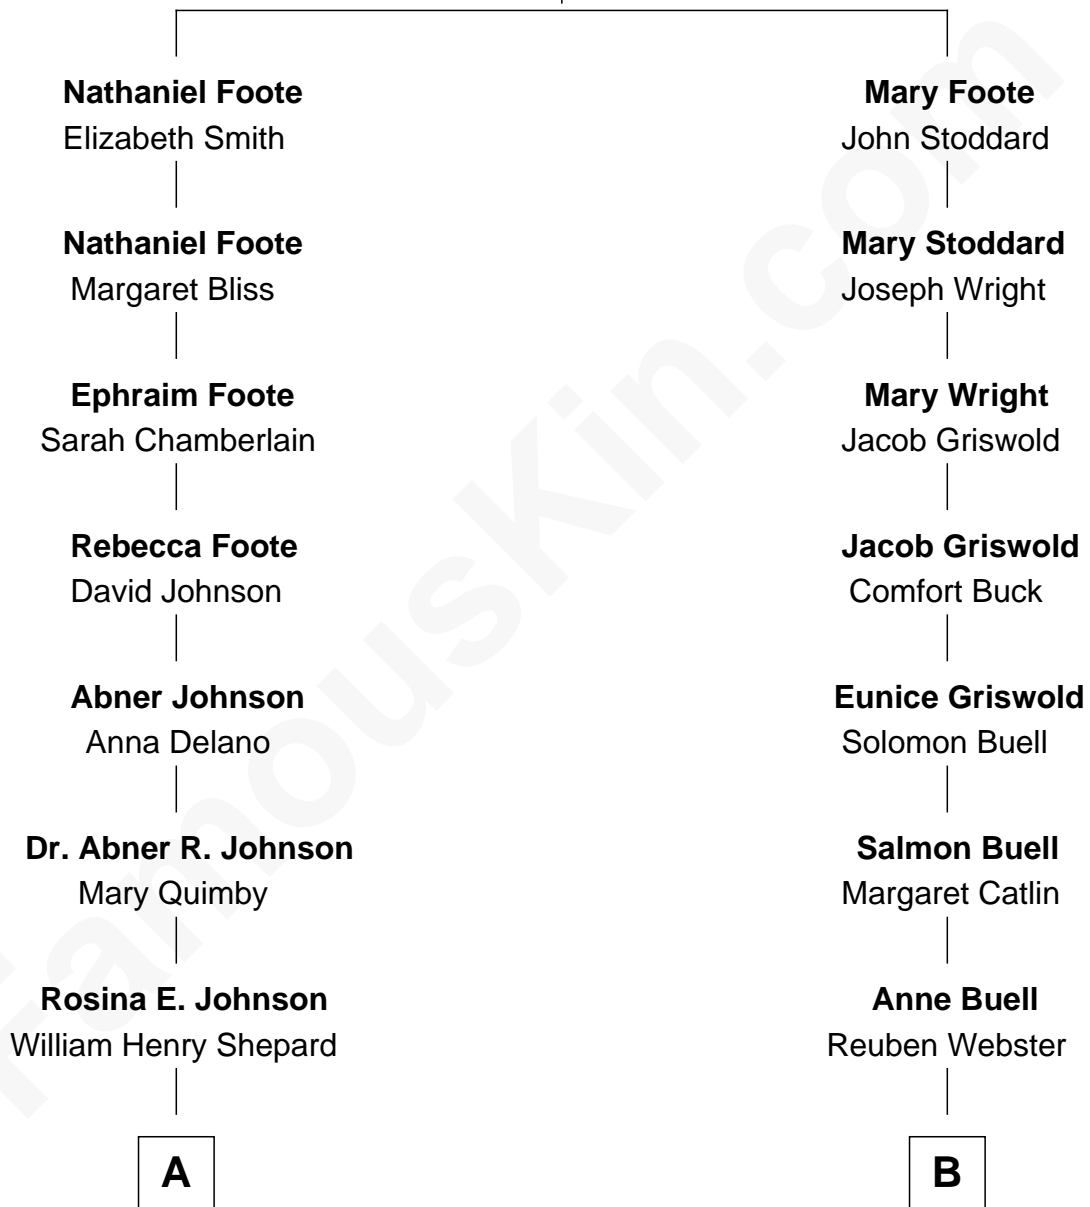 Nathaniel Foote
Elizabeth Smith
Mary Foote
John Stoddard
Nathaniel Foote
Margaret Bliss
Mary Stoddard
Joseph Wright
Ephraim Foote
Sarah Chamberlain
Mary Wright
Jacob Griswold
Rebecca Foote
David Johnson
Jacob Griswold
Comfort Buck
Abner Johnson
Anna Delano
Eunice Griswold
Solomon Buell
Dr. Abner R. Johnson
Mary Quimby
Salmon Buell
Margaret Catlin
Rosina E. Johnson
William Henry Shepard
Anne Buell
Reuben Webster
A
B
FamousKin.com